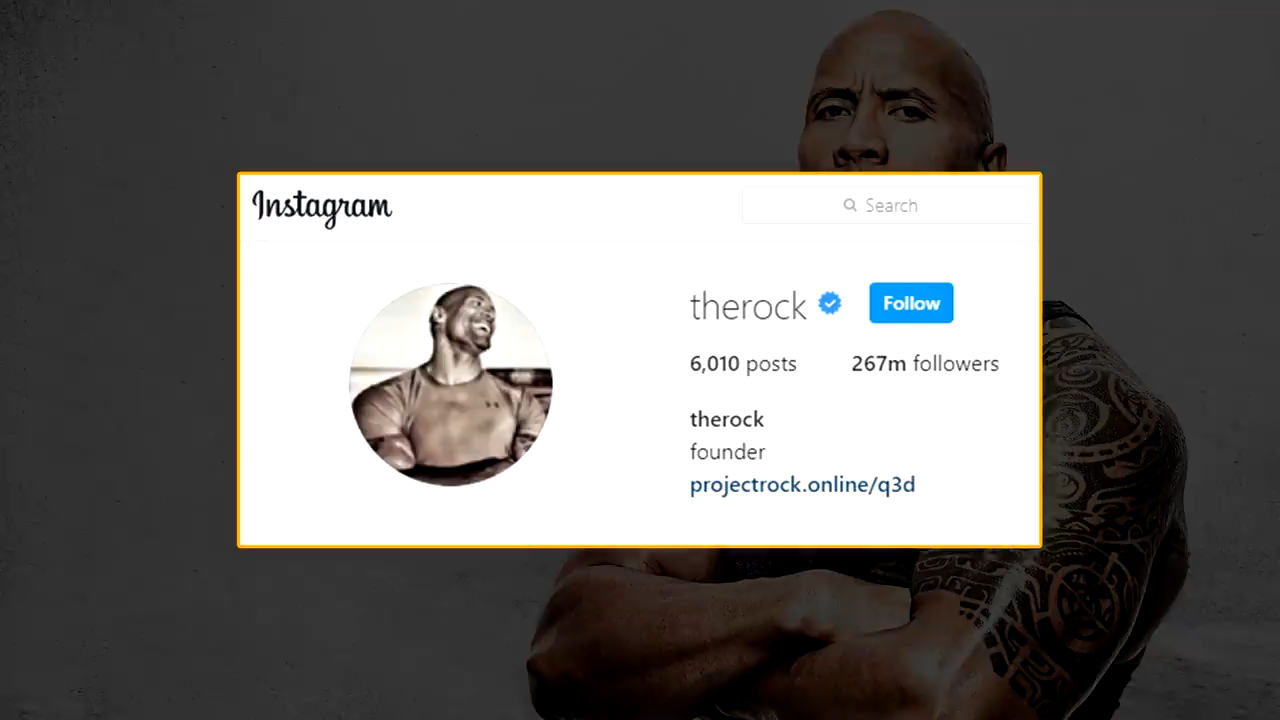 Instagram
Search
therock Follow
6,010 posts 267m followers
therock
founder
projectrock.online/q3d